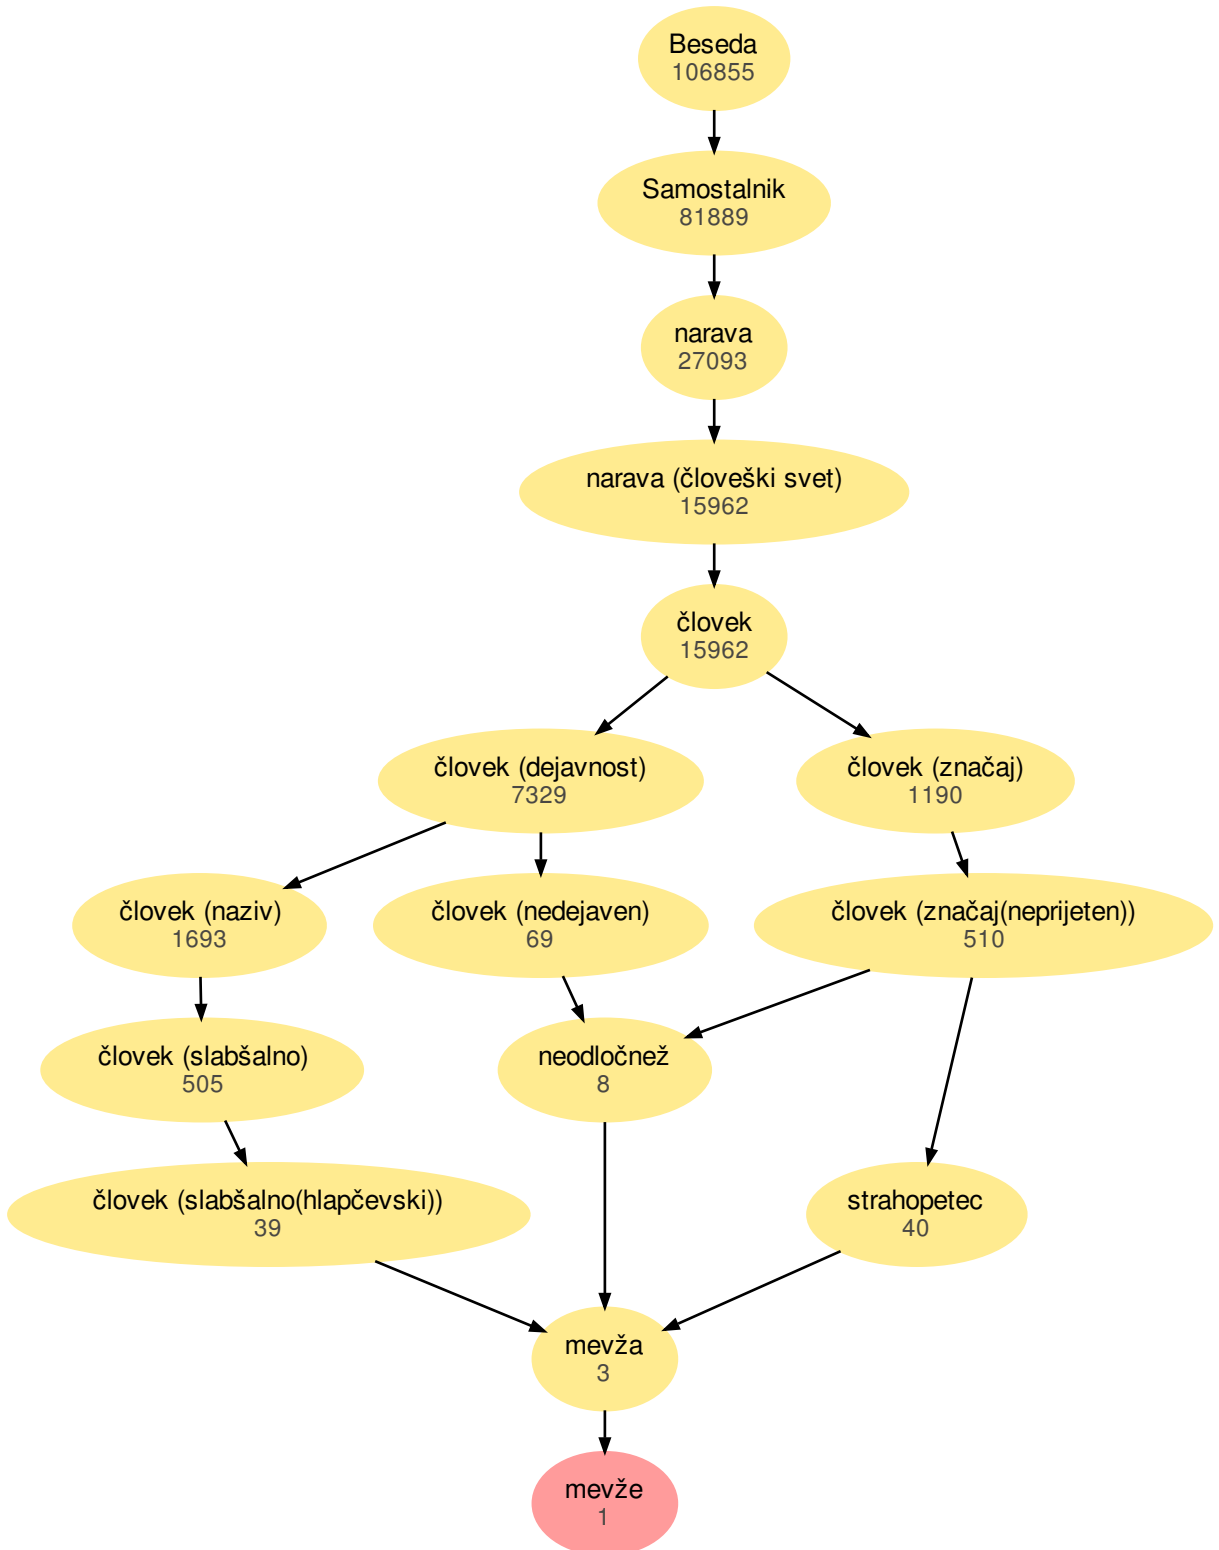 Beseda
106855
Samostalnik
81889
narava
27093
narava (človeški svet)
15962
človek
15962
človek (dejavnost)
7329
človek (značaj)
1190
človek (naziv)
1693
človek (nedejaven)
69
človek (značaj(neprijeten))
510
človek (slabšalno)
505
neodločnež
8
človek (slabšalno(hlapčevski))
39
strahopetec
40
mevža
3
mevže
1